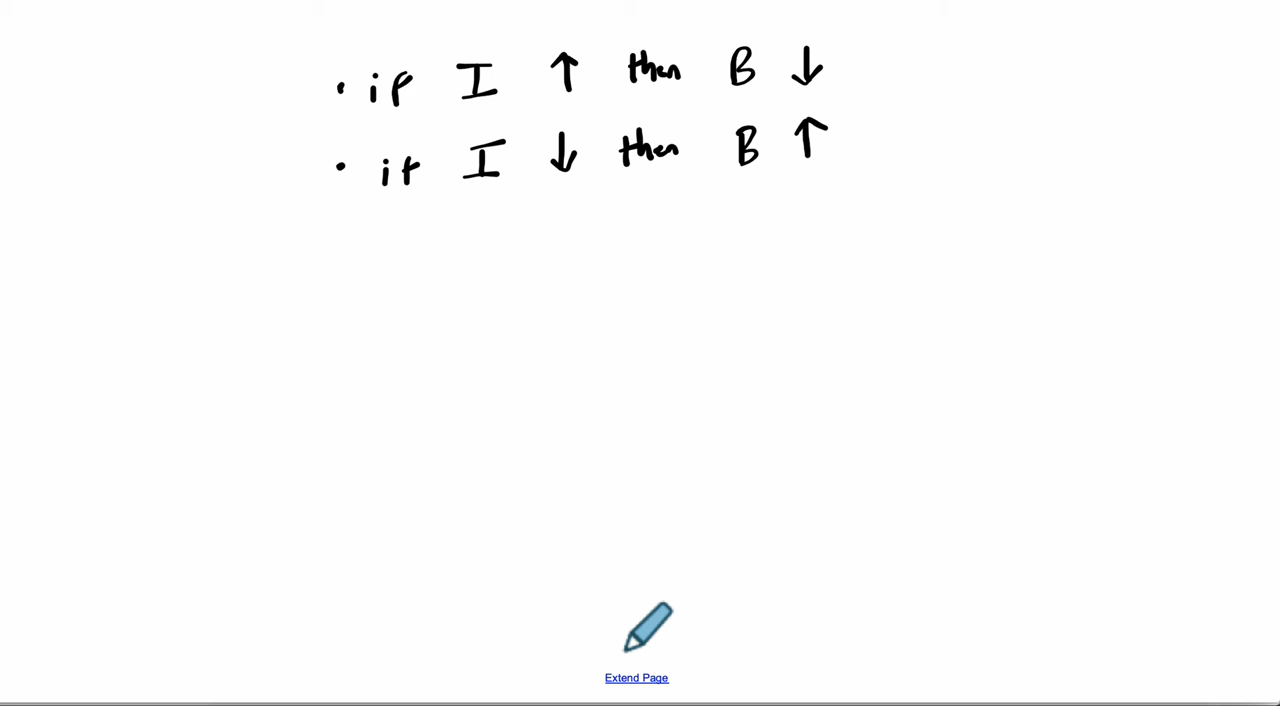 • if I ↑ then B ↓
• if I ↓ then B ↑
Extend Page